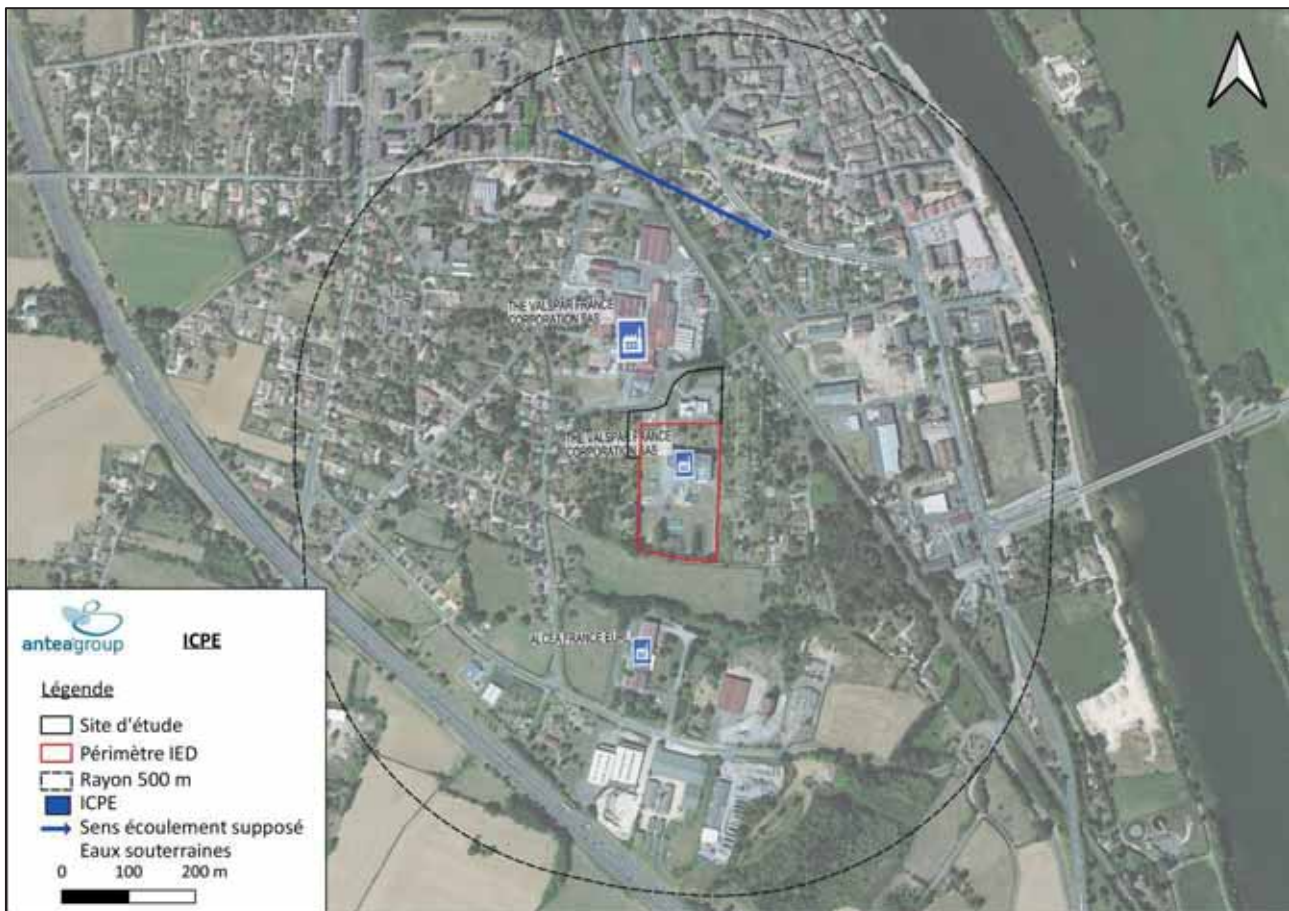 THE VALSPAR FRANCE
CORPORATION SAS
THE VALSPAR FRANCE
CORPORATION SAS
ALCEA FRANCE EURL
anteagroup
ICPE
Légende
Site d'étude
Périmètre IED
Rayon 500 m
ICPE
Sens écoulement supposé
Eaux souterraines
0 100 200 m